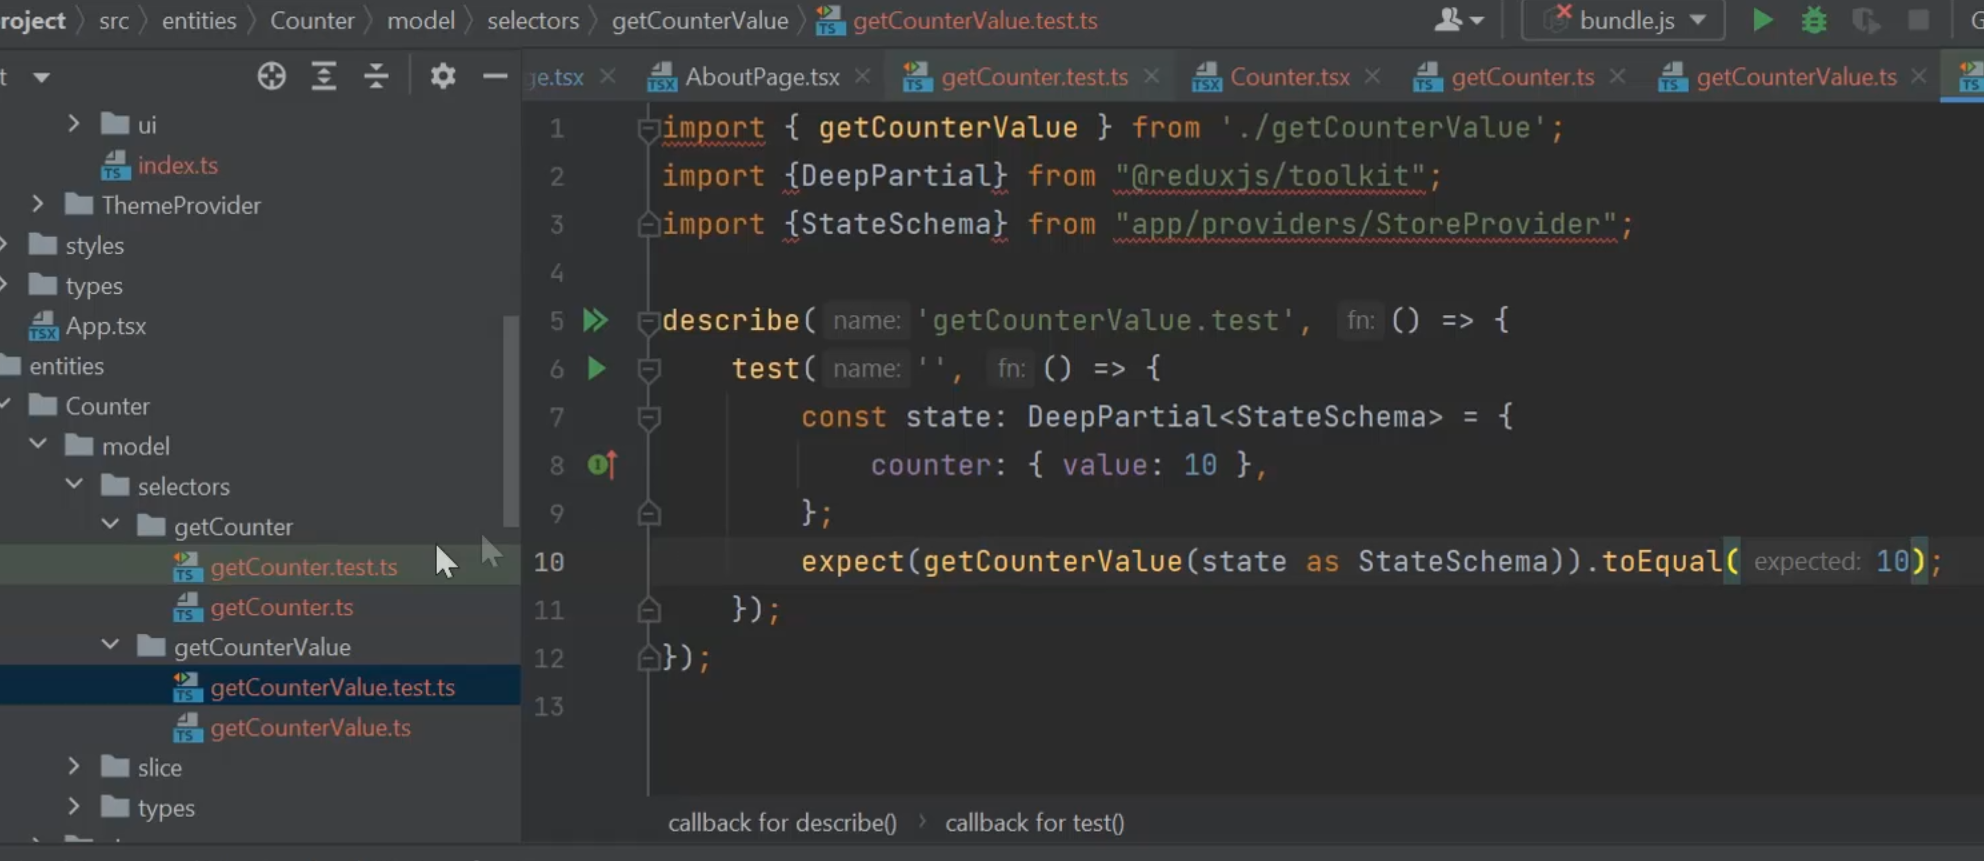 roject src entities Counter model selectors getCounterValue getCounterValue.test.ts bundle.js
t
ge.tsx AboutPage.tsx getCounter.test.ts Counter.tsx getCounter.ts getCounterValue.ts
ui
index.ts
ThemeProvider
styles
types
App.tsx
entities
Counter
model
selectors
getCounter
getCounter.test.ts
getCounter.ts
getCounterValue
getCounterValue.test.ts
getCounterValue.ts
slice
types
1 import { getCounterValue } from './getCounterValue';
2 import {DeepPartial} from "@reduxjs/toolkit";
3 import {StateSchema} from "app/providers/StoreProvider";
4
5 describe( name: 'getCounterValue.test', fn: () => {
6 test( name: '', fn: () => {
7 const state: DeepPartial<StateSchema> = {
8 counter: { value: 10 },
9 };
10 expect(getCounterValue(state as StateSchema)).toEqual( expected: 10);
11 });
12 });
13
callback for describe() callback for test()